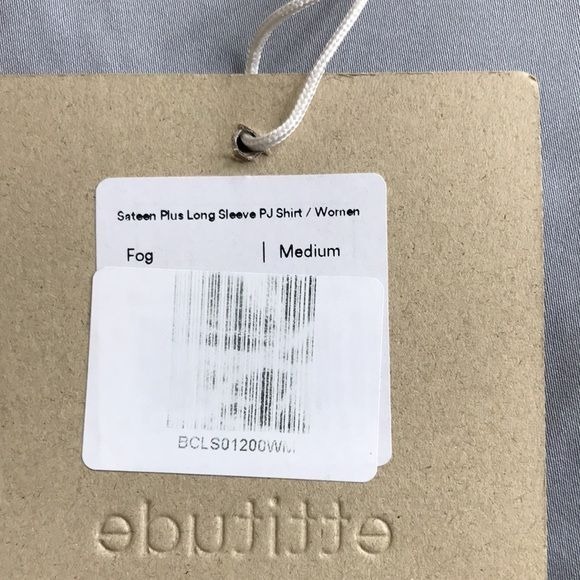 Sateen Plus Long Sleeve PJ Shirt / Women
Fog | Medium
BCLS01200WM
ettitude